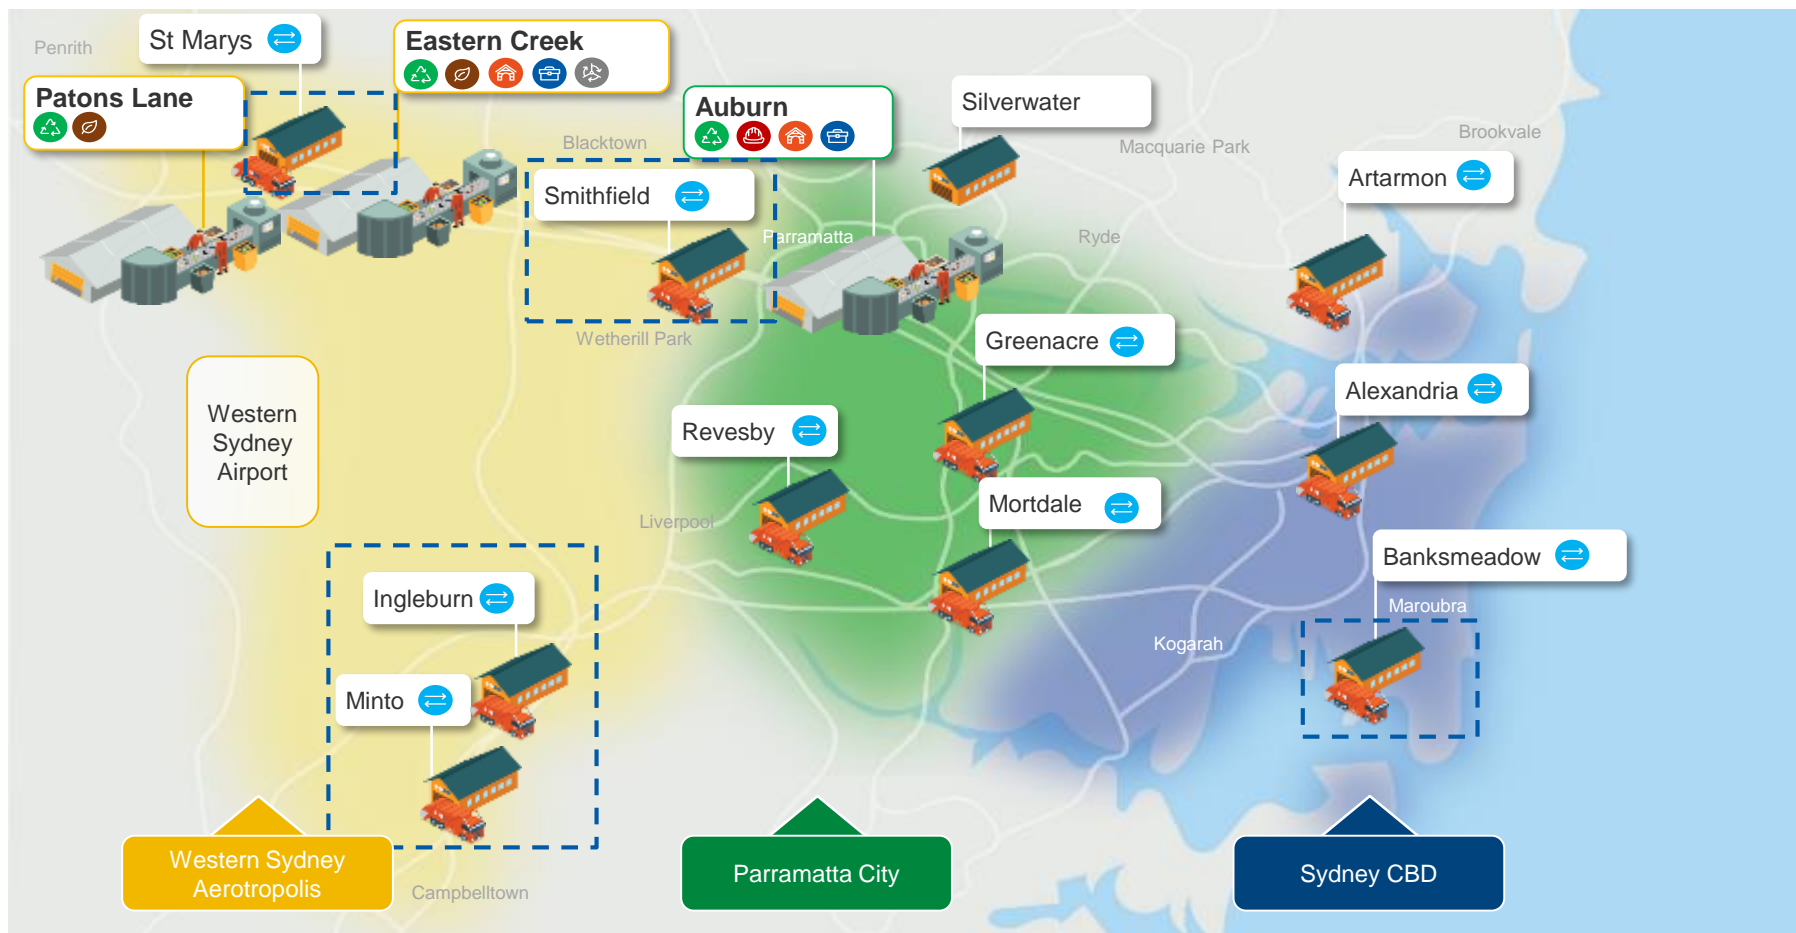 Penrith
St Marys
Eastern Creek
Patons Lane
Auburn
Silverwater
Blacktown
Macquarie Park
Brookvale
Smithfield
Artarmon
Parramatta
Ryde
Wetherill Park
Greenacre
Western
Sydney
Airport
Alexandria
Revesby
Mortdale
Liverpool
Banksmeadow
Ingleburn
Maroubra
Kogarah
Minto
Western Sydney
Aerotropolis
Parramatta City
Sydney CBD
Campbelltown